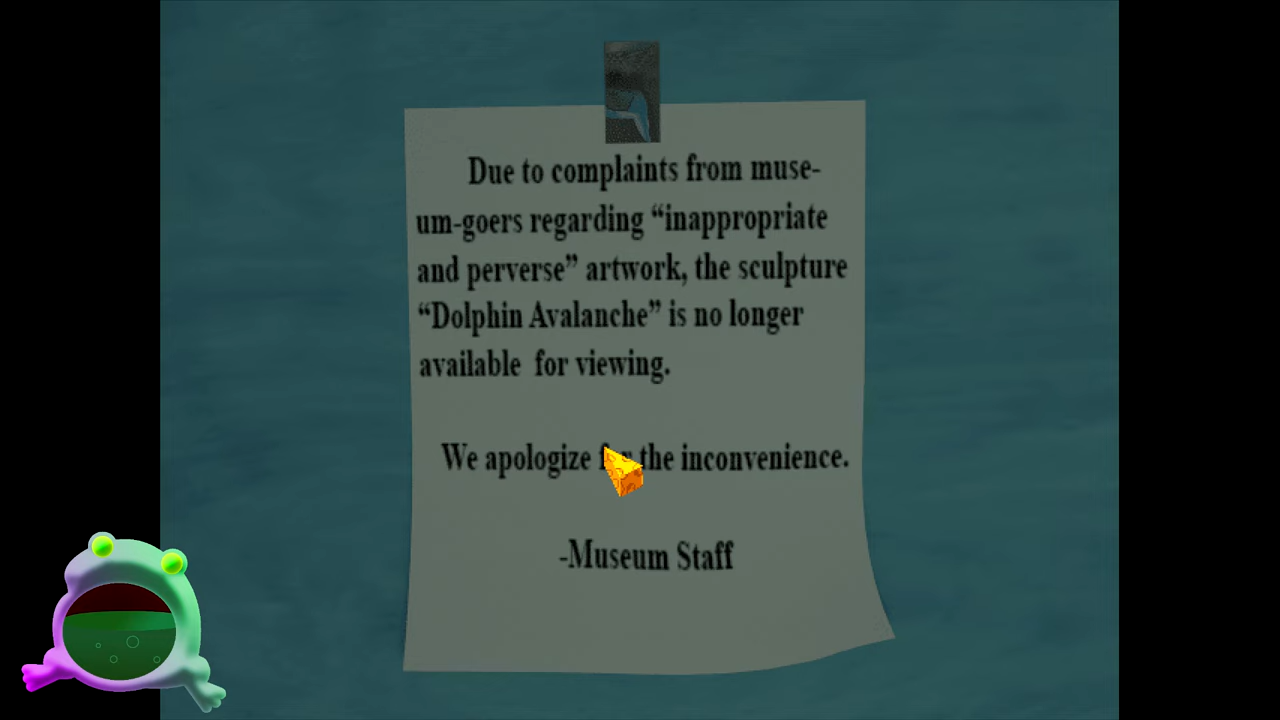 Due to complaints from muse-
um-goers regarding “inappropriate
and perverse” artwork, the sculpture
“Dolphin Avalanche” is no longer
available for viewing.
We apologize for the inconvenience.
-Museum Staff